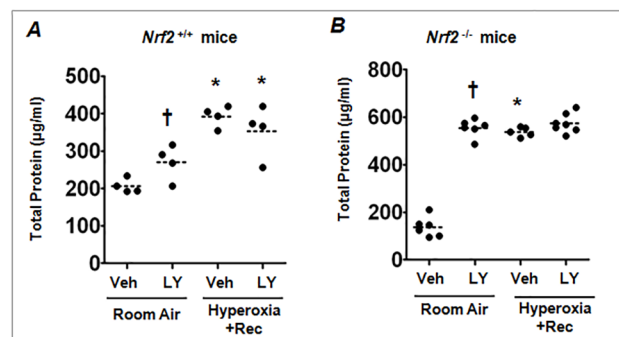 A
Nrf2 +/+ mice
Total Protein (µg/ml)
500
400
300
200
100
0
†
*
*
Veh LY Veh LY
Room Air
Hyperoxia
+Rec
B
Nrf2 -/- mice
Total Protein (µg/ml)
800
600
400
200
0
†
*
Veh LY Veh LY
Room Air
Hyperoxia
+Rec